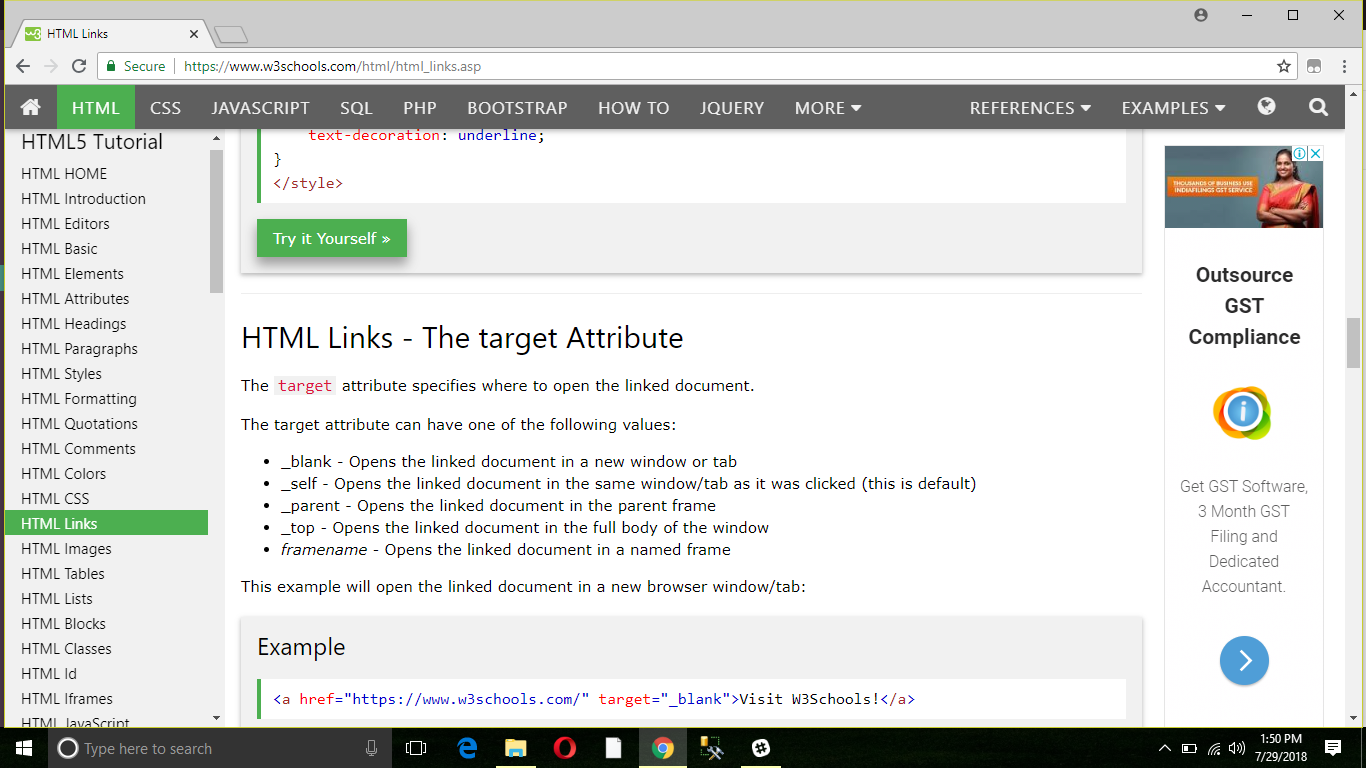 HTML Links
Secure
https://www.w3schools.com/html/html_links.asp
HTML CSS JAVASCRIPT SQL PHP BOOTSTRAP HOW TO JQUERY MORE REFERENCES EXAMPLES
HTML5 Tutorial
HTML HOME
HTML Introduction
HTML Editors
HTML Basic
HTML Elements
HTML Attributes
HTML Headings
HTML Paragraphs
HTML Styles
HTML Formatting
HTML Quotations
HTML Comments
HTML Colors
HTML CSS
HTML Links
HTML Images
HTML Tables
HTML Lists
HTML Blocks
HTML Classes
HTML Id
HTML Iframes
HTML JavaScript
text-decoration: underline;
}
</style>
Try it Yourself »
HTML Links - The target Attribute
The target attribute specifies where to open the linked document.
The target attribute can have one of the following values:
• _blank - Opens the linked document in a new window or tab
• _self - Opens the linked document in the same window/tab as it was clicked (this is default)
• _parent - Opens the linked document in the parent frame
• _top - Opens the linked document in the full body of the window
• framename - Opens the linked document in a named frame
This example will open the linked document in a new browser window/tab:
Example
<a href="https://www.w3schools.com/" target="_blank">Visit W3Schools!</a>
THOUSANDS OF BUSINESS USE
INDIAFILINGS GST SERVICE
Outsource
GST
Compliance
Get GST Software,
3 Month GST
Filing and
Dedicated
Accountant.
Type here to search
1:50 PM
7/29/2018